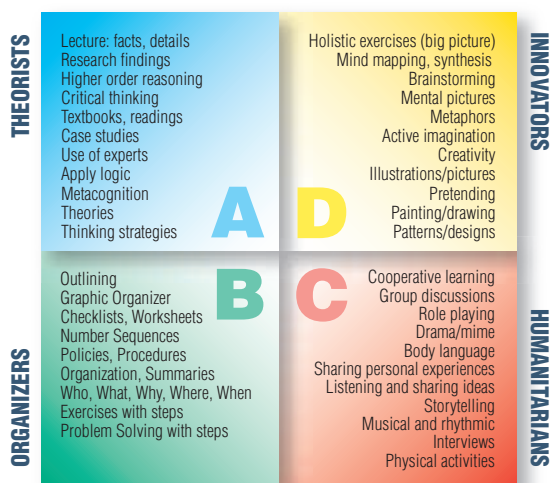 THEORISTS
Lecture: facts, details
Research findings
Higher order reasoning
Critical thinking
Textbooks, readings
Case studies
Use of experts
Apply logic
Metacognition
Theories
Thinking strategies
A
INNOVATORS
Holistic exercises (big picture)
Mind mapping, synthesis
Brainstorming
Mental pictures
Metaphors
Active imagination
Creativity
Illustrations/pictures
Pretending
Painting/drawing
Patterns/designs
D
ORGANIZERS
Outlining
Graphic Organizer
Checklists, Worksheets
Number Sequences
Policies, Procedures
Organization, Summaries
Who, What, Why, Where, When
Exercises with steps
Problem Solving with steps
B
HUMANITARIANS
Cooperative learning
Group discussions
Role playing
Drama/mime
Body language
Sharing personal experiences
Listening and sharing ideas
Storytelling
Musical and rhythmic
Interviews
Physical activities
C